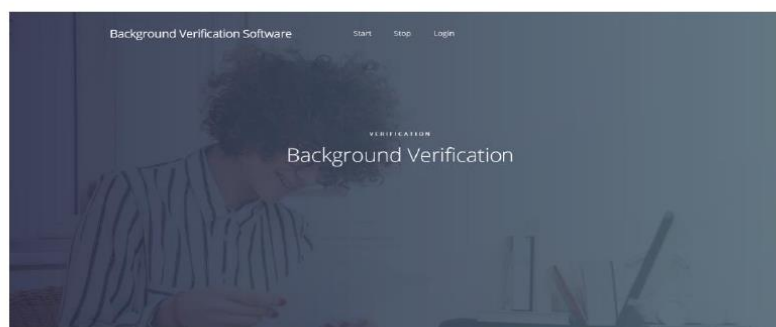 Background Verification Software Start Stop Login
VERIFICATION
Background Verification